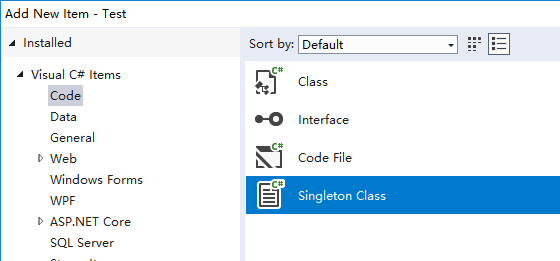 Add New Item - Test
Installed
Visual C# Items
Code
Data
General
Web
Windows Forms
WPF
ASP.NET Core
SQL Server
Sort by: Default
C# Class
Interface
C# Code File
C# Singleton Class